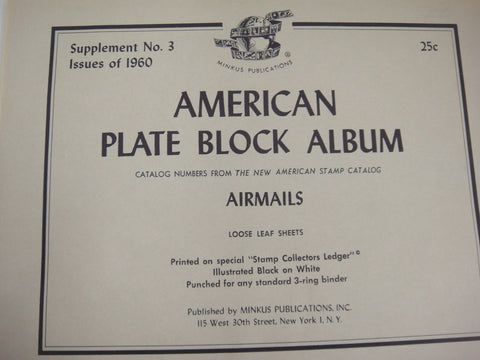 MINKUS PUBLICATIONS ®
Supplement No. 3 25c
Issues of 1960
AMERICAN
PLATE BLOCK ALBUM
CATALOG NUMBERS FROM THE NEW AMERICAN STAMP CATALOG
AIRMAILS
LOOSE LEAF SHEETS
Printed on special "Stamp Collectors Ledger"©
Illustrated Black on White
Punched for any standard 3-ring binder
Published by MINKUS PUBLICATIONS, INC.
115 West 30th Street, New York 1, N. Y.